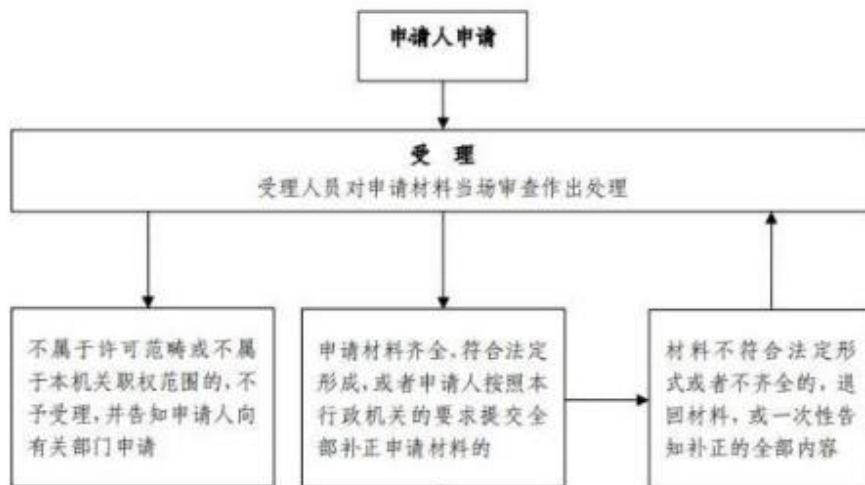 申请人申请
受 理
受理人员对申请材料当场审查作出处理
不属于许可范畴或不属
于本机关职权范围的,不
予受理,并告知申请人向
有关部门申请
申请材料齐全、符合法定
形成,或者申请人按照本
行政机关的要求提交全
部补正申请材料的
材料不符合法定形
式或者不齐全的,退
回材料,或一次性告
知补正的全部内容